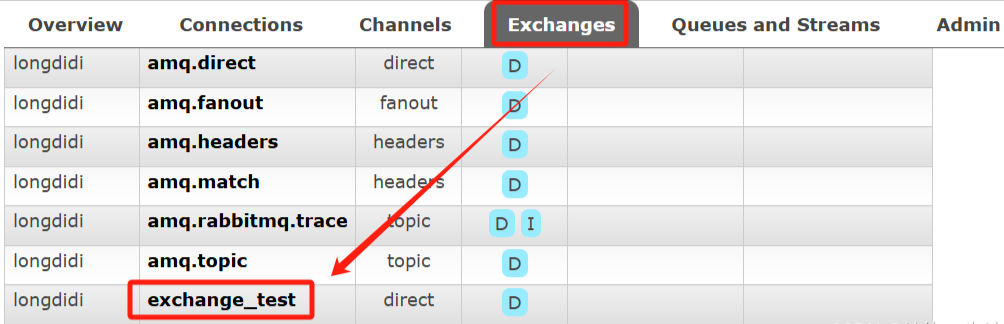 Overview Connections Channels Exchanges Queues and Streams Admin
longdidi amq.direct direct D
longdidi amq.fanout fanout D
longdidi amq.headers headers D
longdidi amq.match headers D
longdidi amq.rabbitmq.trace topic D I
longdidi amq.topic topic D
longdidi exchange_test direct D